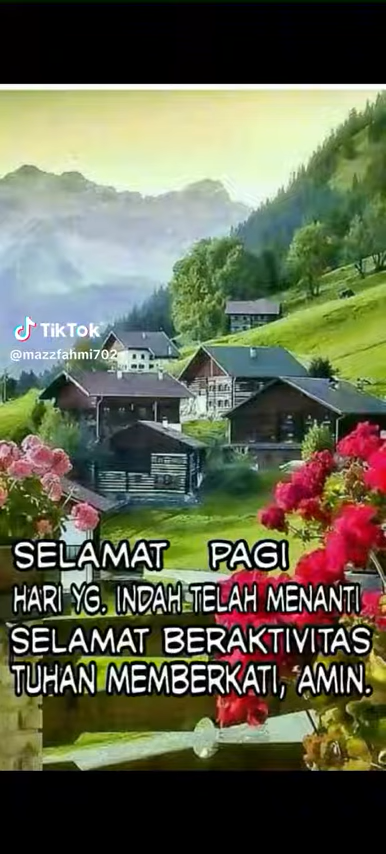 TikTok
@mazzfahmi702
SELAMAT PAGI
HARI YG. INDAH TELAH MENANTI
SELAMAT BERAKTIVITAS
TUHAN MEMBERKATI, AMIN.